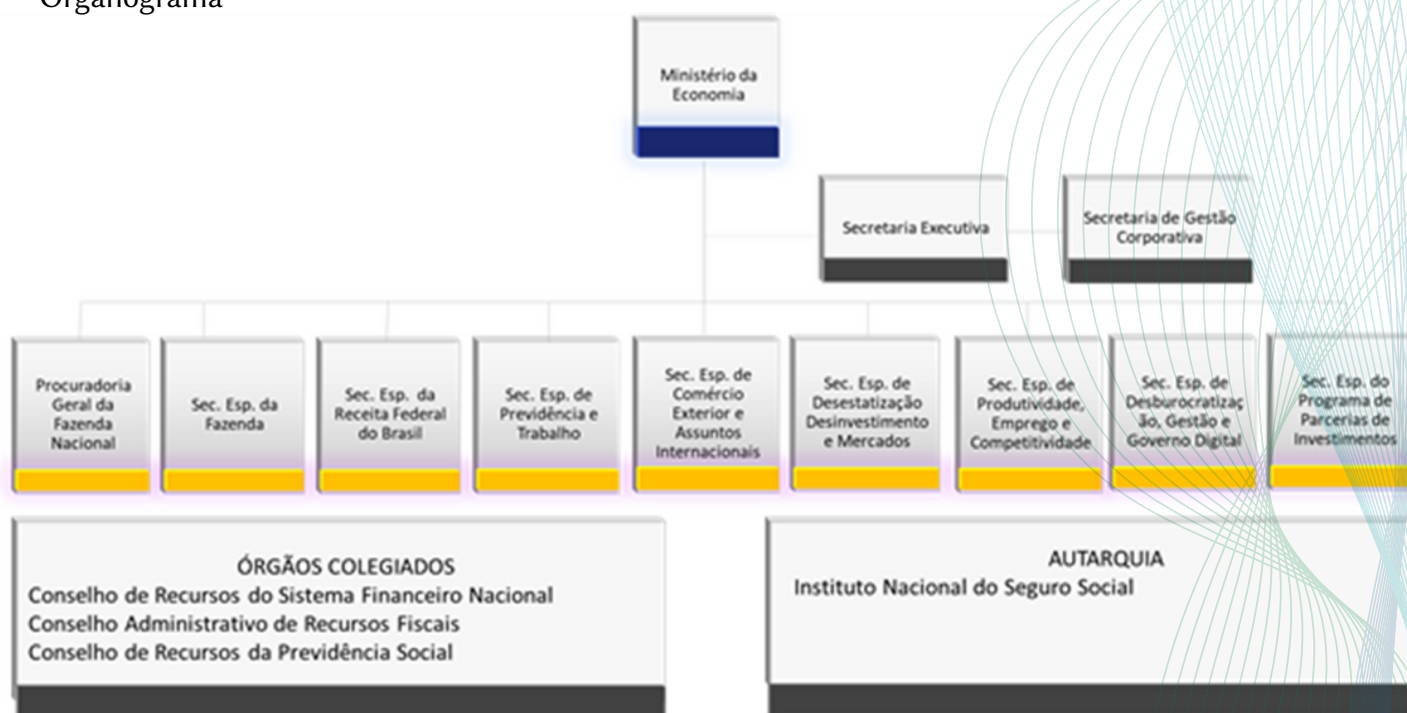 Organograma
Ministério da
Economia
Secretaria Executiva
Secretaria de Gestão
Corporativa
Procuradoria
Geral da
Fazenda
Nacional
Sec. Esp. da
Fazenda
Sec. Esp. da
Receita Federal
do Brasil
Sec. Esp. de
Previdência e
Trabalho
Sec. Esp. de
Comércio
Exterior e
Assuntos
Internacionais
Sec. Esp. de
Desestatização
Desinvestimento
e Mercados
Sec. Esp. de
Produtividade,
Emprego e
Competitividade
Sec. Esp. de
Desburocratizaç
ão, Gestão e
Governo Digital
Sec. Esp. do
Programa de
Parcerias de
Investimentos
ÓRGÃOS COLEGIADOS
Conselho de Recursos do Sistema Financeiro Nacional
Conselho Administrativo de Recursos Fiscais
Conselho de Recursos da Previdência Social
AUTARQUIA
Instituto Nacional do Seguro Social